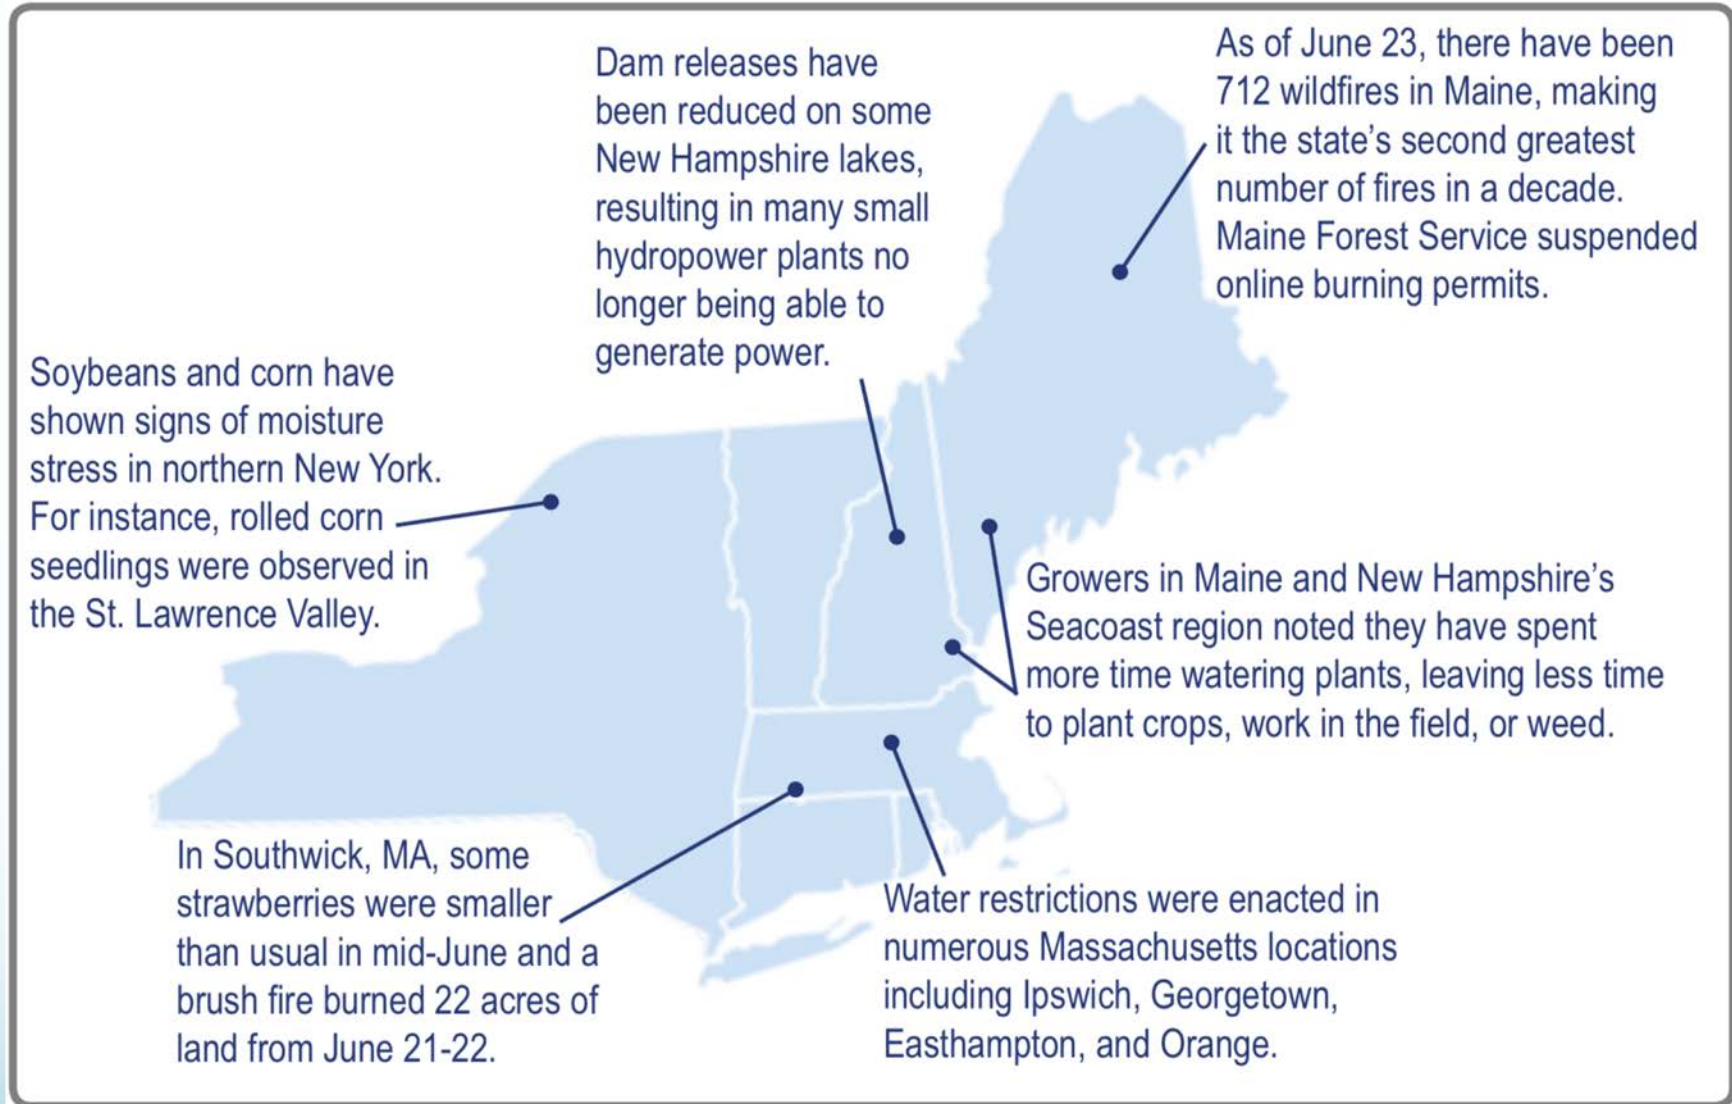 Dam releases have
been reduced on some
New Hampshire lakes,
resulting in many small
hydropower plants no
longer being able to
generate power.
As of June 23, there have been
712 wildfires in Maine, making
it the state’s second greatest
number of fires in a decade.
Maine Forest Service suspended
online burning permits.
Soybeans and corn have
shown signs of moisture
stress in northern New York.
For instance, rolled corn
seedlings were observed in
the St. Lawrence Valley.
Growers in Maine and New Hampshire’s
Seacoast region noted they have spent
more time watering plants, leaving less time
to plant crops, work in the field, or weed.
In Southwick, MA, some
strawberries were smaller
than usual in mid-June and a
brush fire burned 22 acres of
land from June 21-22.
Water restrictions were enacted in
numerous Massachusetts locations
including Ipswich, Georgetown,
Easthampton, and Orange.